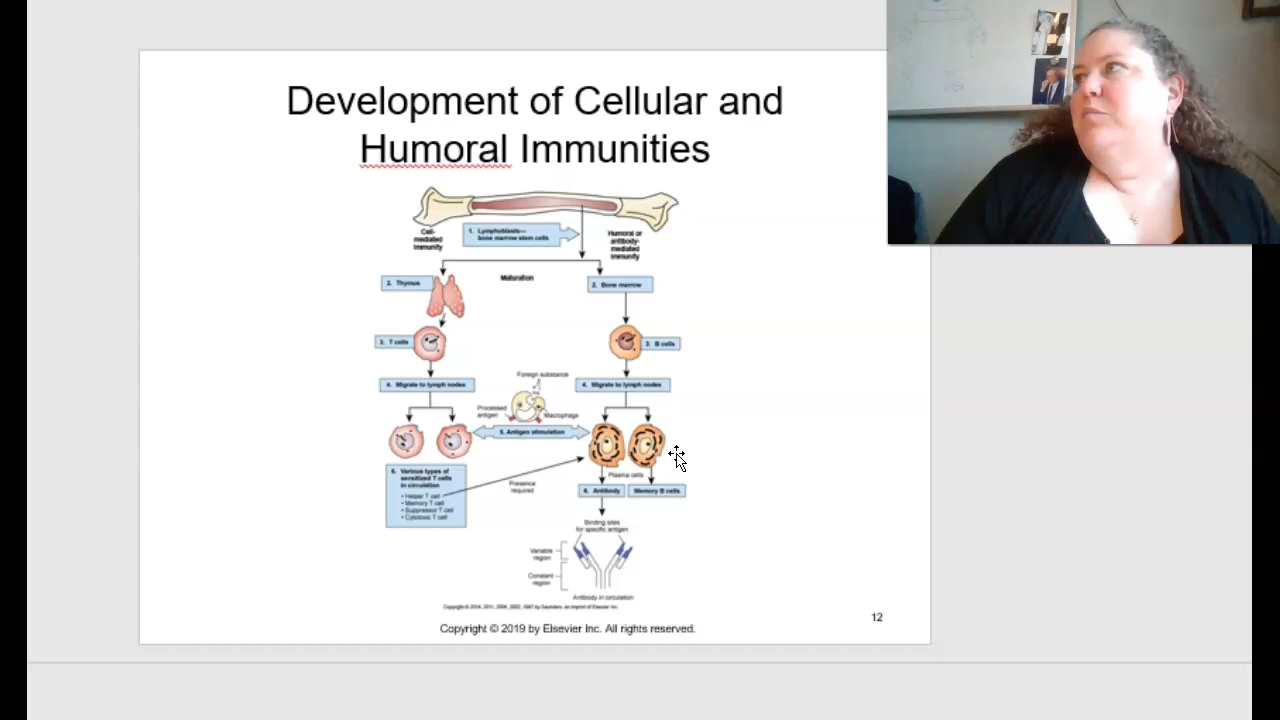 Development of Cellular and
Humoral Immunities
Cell-
mediated
immunity
1. Lymphoblasts—
bone marrow stem cells
Humoral or
antibody-
mediated
immunity
Maturation
2. Thymus
2. Bone marrow
3. T cells
3. B cells
4. Migrate to lymph nodes
4. Migrate to lymph nodes
Foreign substance
Processed
antigen
Macrophage
5. Antigen stimulation
6. Various types of
sensitized T cells
in circulation
• Helper T cell
• Memory T cell
• Suppressor T cell
• Cytotoxic T cell
Presence
required
Plasma cells
6. Antibody
Memory B cells
Binding sites
for specific antigen
Variable
region
Constant
region
Antibody in circulation
Copyright © 2014, 2011, 2006, 2002, 1997 by Saunders, an imprint of Elsevier Inc.
Copyright © 2019 by Elsevier Inc. All rights reserved.
12